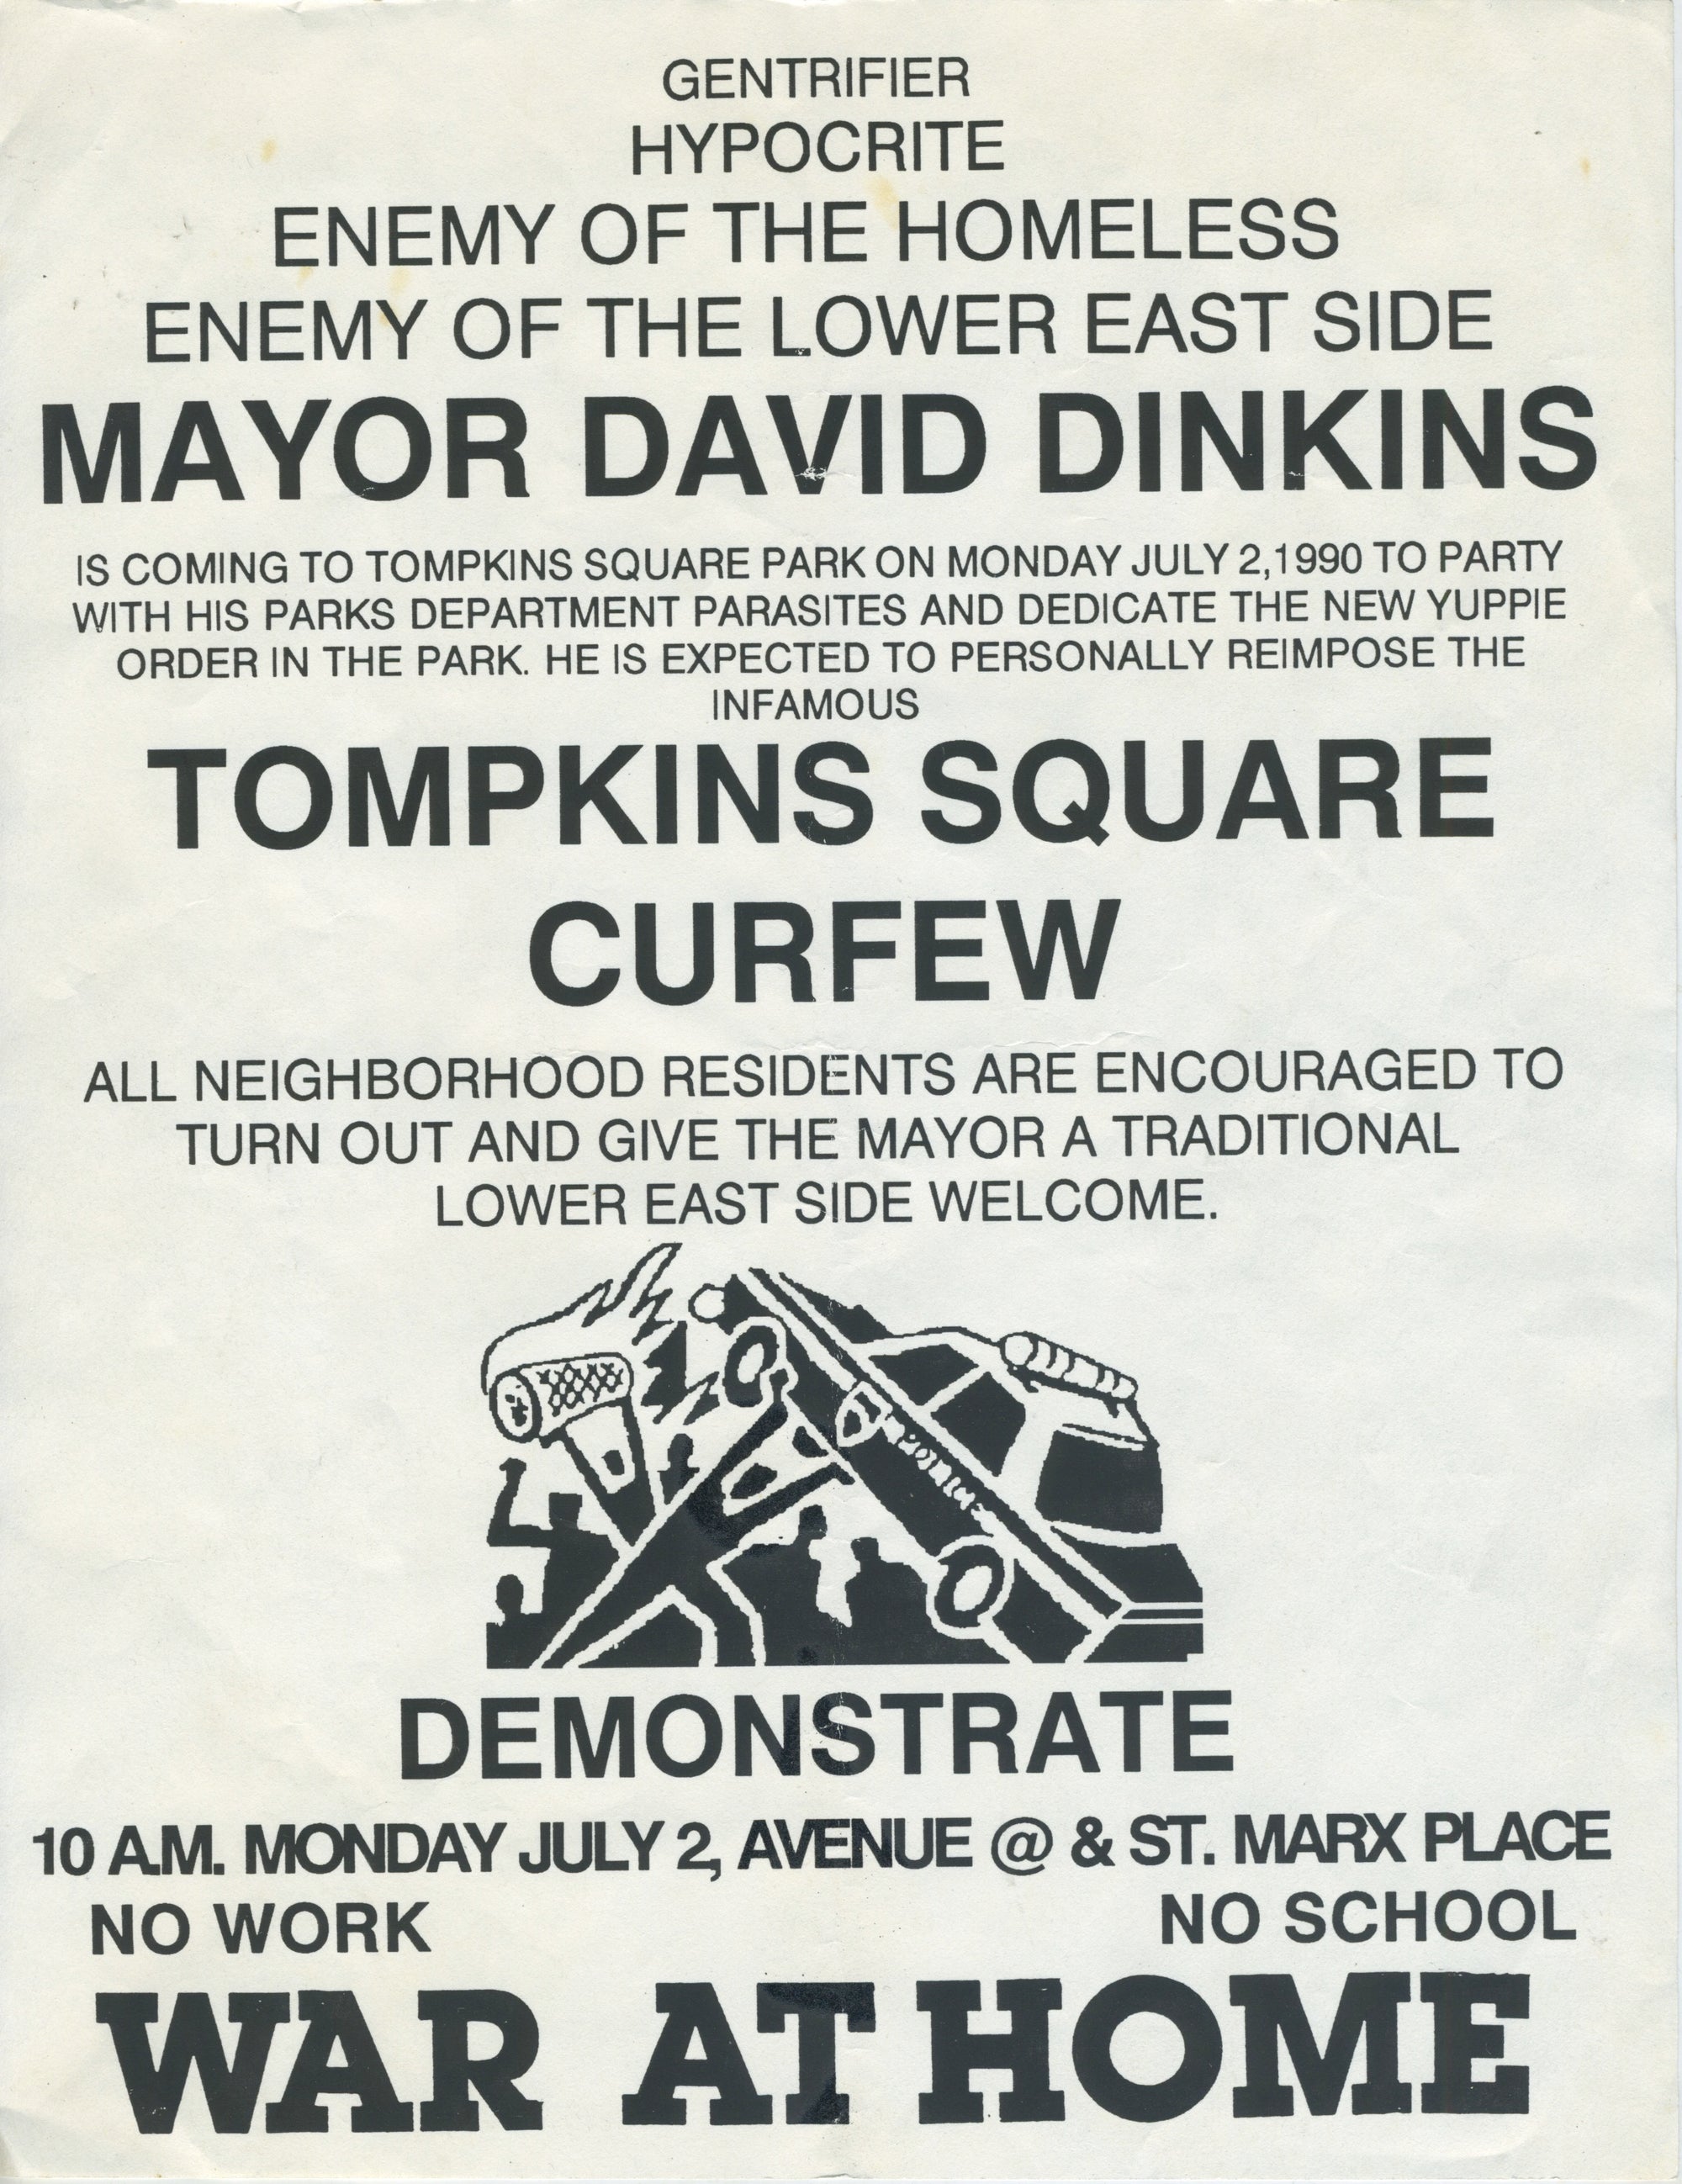 GENTRIFIER
HYPOCRITE
ENEMY OF THE HOMELESS
ENEMY OF THE LOWER EAST SIDE
MAYOR DAVID DINKINS
IS COMING TO TOMPKINS SQUARE PARK ON MONDAY JULY 2,1990 TO PARTY
WITH HIS PARKS DEPARTMENT PARASITES AND DEDICATE THE NEW YUPPIE
ORDER IN THE PARK. HE IS EXPECTED TO PERSONALLY REIMPOSE THE
INFAMOUS
TOMPKINS SQUARE
CURFEW
ALL NEIGHBORHOOD RESIDENTS ARE ENCOURAGED TO
TURN OUT AND GIVE THE MAYOR A TRADITIONAL
LOWER EAST SIDE WELCOME.
DEMONSTRATE
10 A.M. MONDAY JULY 2, AVENUE @ & ST. MARX PLACE
NO WORK NO SCHOOL
WAR AT HOME